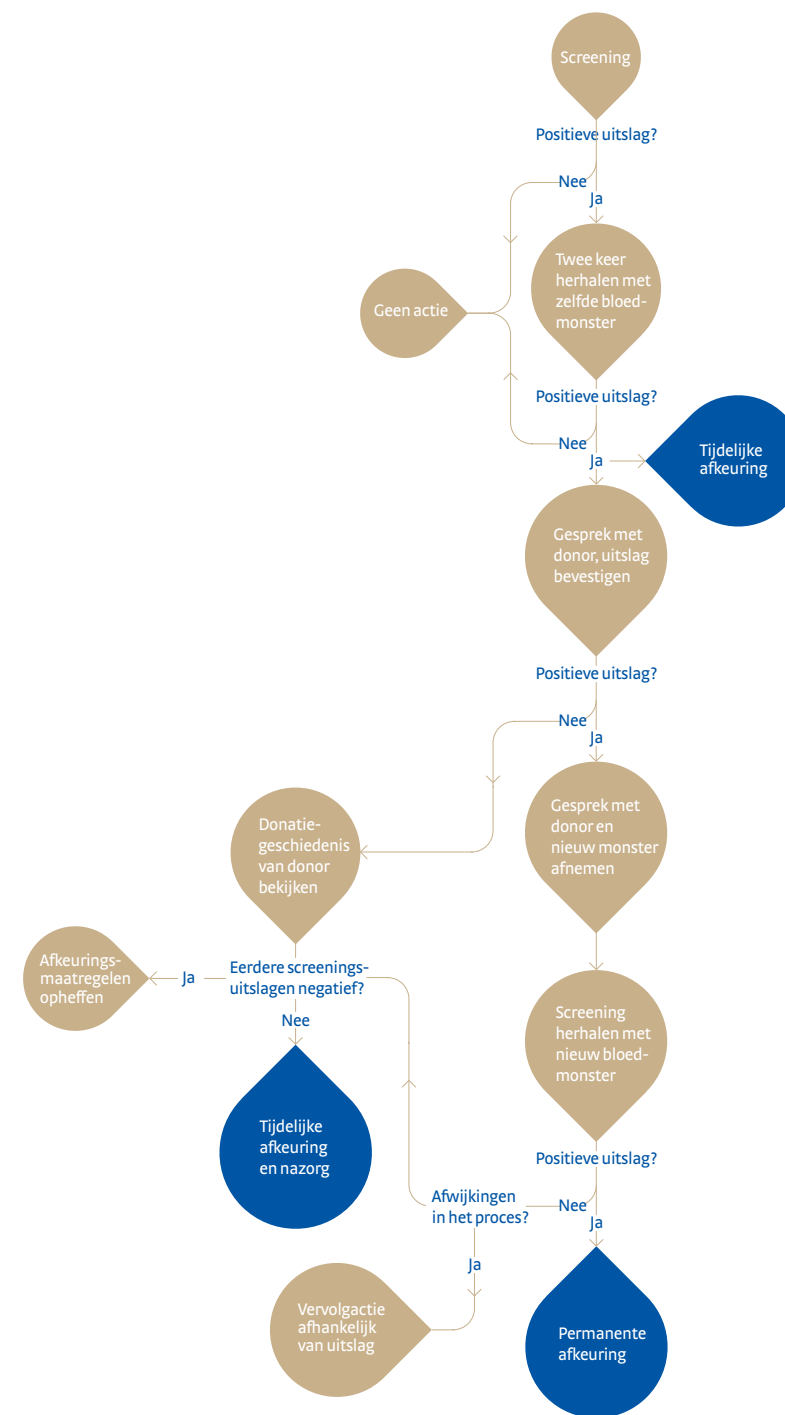 Screening
Positieve uitslag?
Nee
Ja
Twee keer
herhalen met
zelfde bloed-
monster
Geen actie
Positieve uitslag?
Nee
Ja
Tijdelijke
afkeuring
Gesprek met
donor, uitslag
bevestigen
Positieve uitslag?
Nee
Ja
Gesprek met
donor en
nieuw monster
afnemen
Donatie-
geschiedenis
van donor
bekijken
Afkeurings-
maatregelen
opheffen
Ja
Eerdere screenings-
uitslagen negatief?
Nee
Screening
herhalen met
nieuw bloed-
monster
Tijdelijke
afkeuring
en nazorg
Positieve uitslag?
Nee
Ja
Afwijkingen
in het proces?
Ja
Vervolgactie
afhankelijk
van uitslag
Permanente
afkeuring